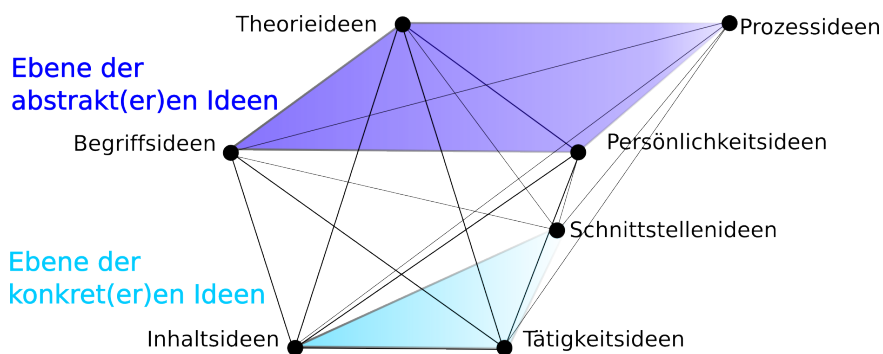 Theorieideen
Prozessideen
Ebene der
abstrakt(er)en Ideen
Begriffsideen
Persönlichkeitsideen
Schnittstellenideen
Ebene der
konkret(er)en Ideen
Inhaltsideen
Tätigkeitsideen